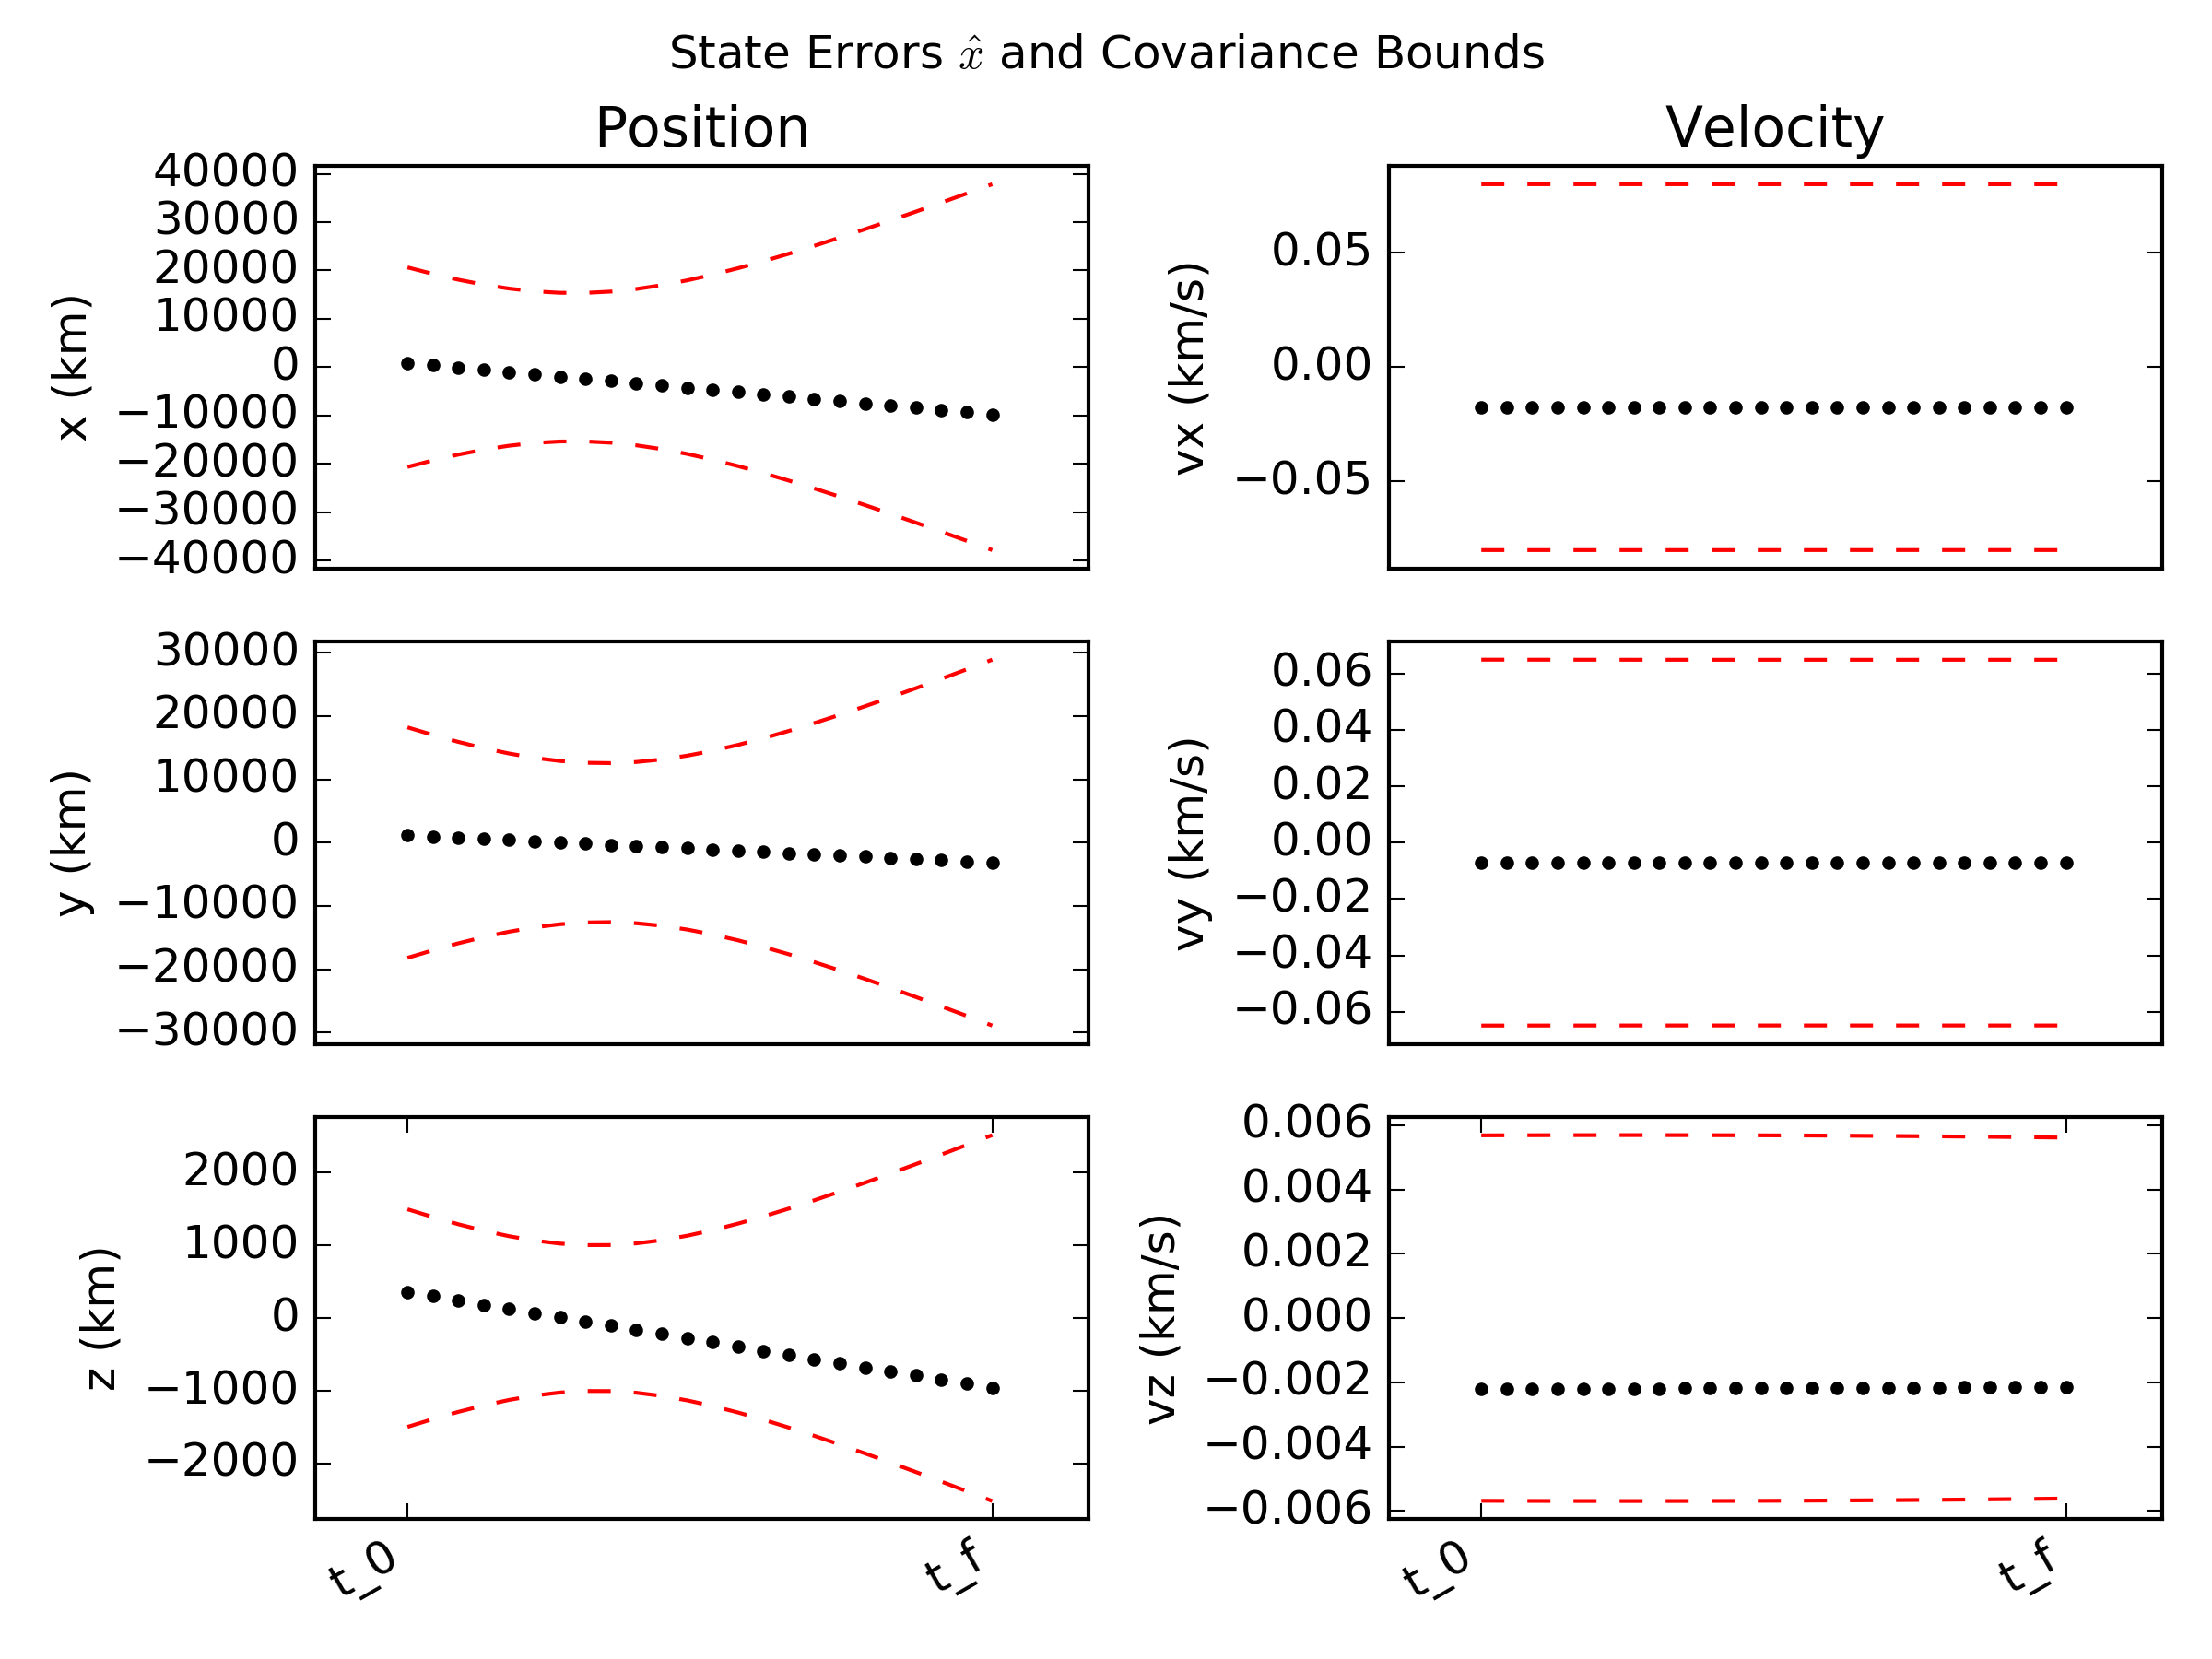 State Errors x̂ and Covariance Bounds
Position
Velocity
40000
30000
20000
10000
0
−10000
−20000
−30000
−40000
x (km)
0.05
0.00
−0.05
vx (km/s)
30000
20000
10000
0
−10000
−20000
−30000
y (km)
0.06
0.04
0.02
0.00
−0.02
−0.04
−0.06
vy (km/s)
2000
1000
0
−1000
−2000
z (km)
t_0
t_f
0.006
0.004
0.002
0.000
−0.002
−0.004
−0.006
vz (km/s)
t_0
t_f